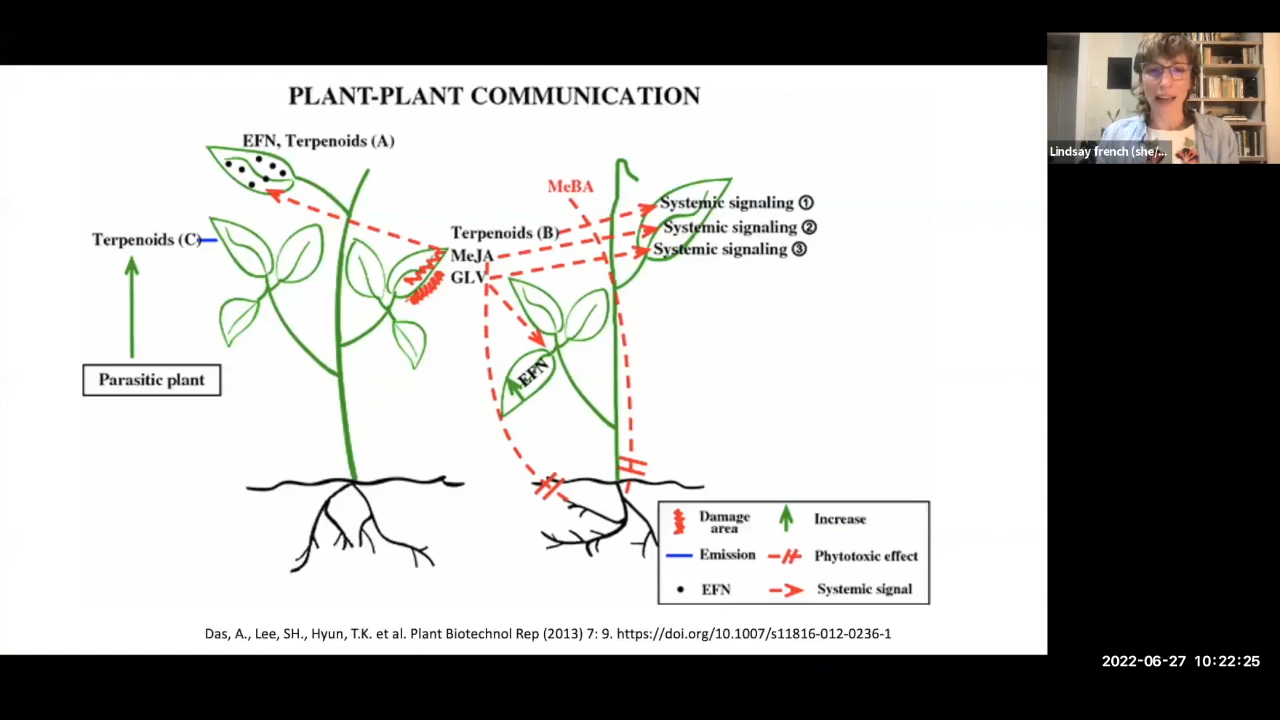 PLANT-PLANT COMMUNICATION
EFN, Terpenoids (A)
MeBA
Systemic signaling ①
Terpenoids (B)
Systemic signaling ②
Terpenoids (C)
MeJA
Systemic signaling ③
GLV
EFN
Parasitic plant
Damage
area
Increase
Emission
Phytotoxic effect
EFN
Systemic signal
Das, A., Lee, SH., Hyun, T.K. et al. Plant Biotechnol Rep (2013) 7: 9. https://doi.org/10.1007/s11816-012-0236-1
Lindsay french (she/...
2022-06-27 10:22:25